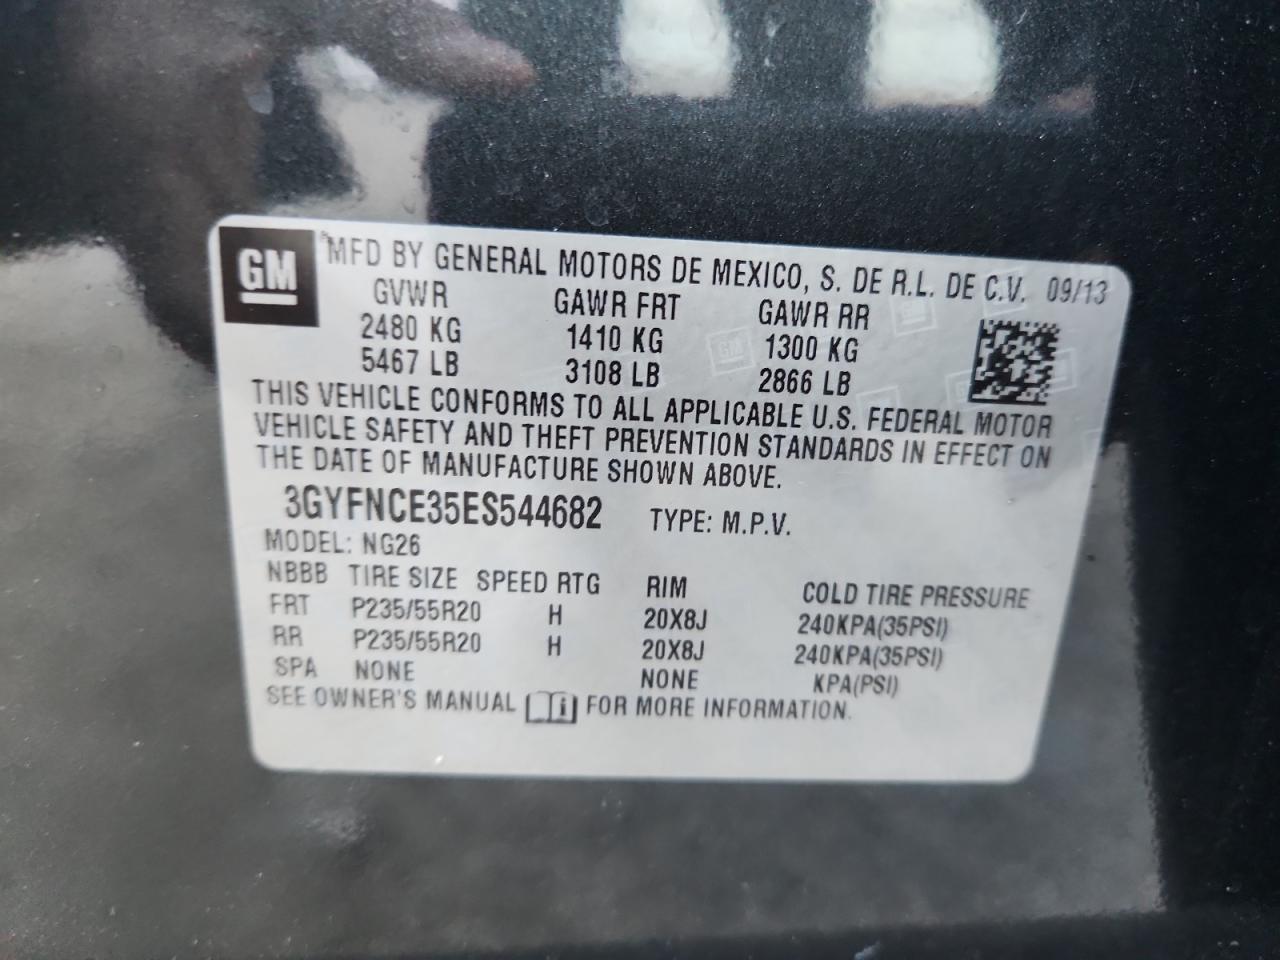 GM
MFD BY GENERAL MOTORS DE MEXICO, S. DE R.L. DE C.V. 09/13
GVWR GAWR FRT GAWR RR
2480 KG 1410 KG 1300 KG
5467 LB 3108 LB 2866 LB
THIS VEHICLE CONFORMS TO ALL APPLICABLE U.S. FEDERAL MOTOR
VEHICLE SAFETY AND THEFT PREVENTION STANDARDS IN EFFECT ON
THE DATE OF MANUFACTURE SHOWN ABOVE.
3GYFNCE35ES544682 TYPE: M.P.V.
MODEL: NG26
NBBB TIRE SIZE SPEED RTG RIM COLD TIRE PRESSURE
FRT P235/55R20 H 20X8J 240KPA(35PSI)
RR P235/55R20 H 20X8J 240KPA(35PSI)
SPA NONE NONE KPA(PSI)
SEE OWNER'S MANUAL i FOR MORE INFORMATION.